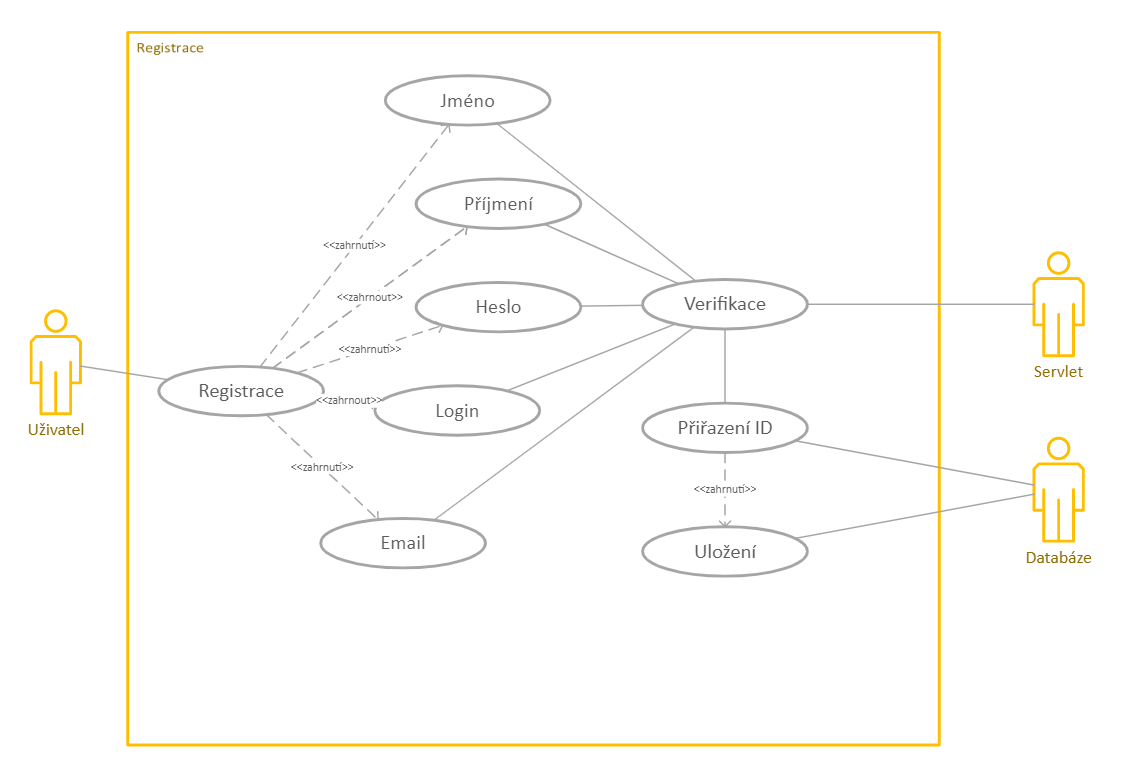 Registrace
Jméno
Příjmení
<<zahrnutí>>
<<zahrnout>>
Heslo
Verifikace
<<zahrnutí>>
Servlet
Registrace
<<zahrnout>>
Login
Uživatel
Přiřazení ID
<<zahrnutí>>
<<zahrnutí>>
Email
Uložení
Databáze